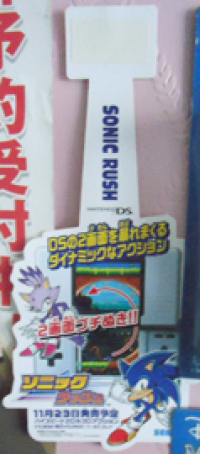 予約受付
SONIC RUSH
NINTENDO DS
DSの2画面を暴れまくる
ダイナミックなアクション
2画面ブチぬき!!
ソニック
ラッシュ
11月23日発売予定
SEGA